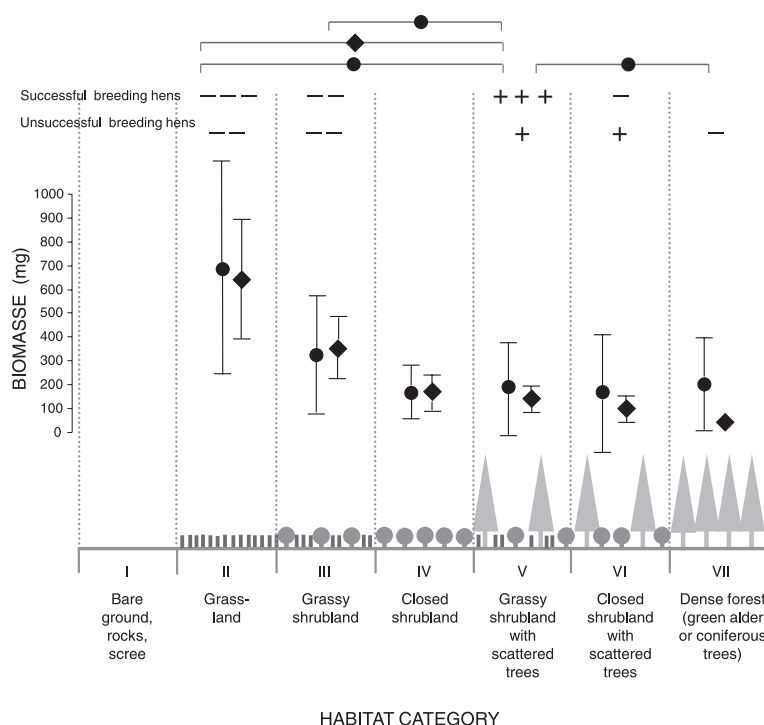 Successful breeding hens
— — — — — + + + —
Unsuccessful breeding hens
— — — — + + —
BIOMASSE (mg)
1000
900
800
700
600
500
400
300
200
100
0
I II III IV V VI VII
Bare
ground,
rocks,
scree
Grass-
land
Grassy
shrubland
Closed
shrubland
Grassy
shrubland
with
scattered
trees
Closed
shrubland
with
scattered
trees
Dense forest
(green alder
or coniferous
trees)
HABITAT CATEGORY